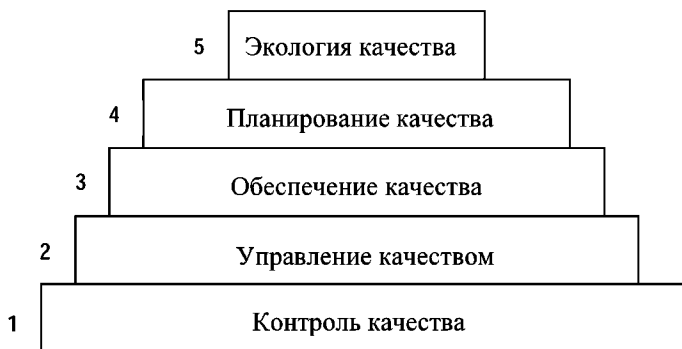 5 Экология качества
4 Планирование качества
3 Обеспечение качества
2 Управление качеством
1 Контроль качества